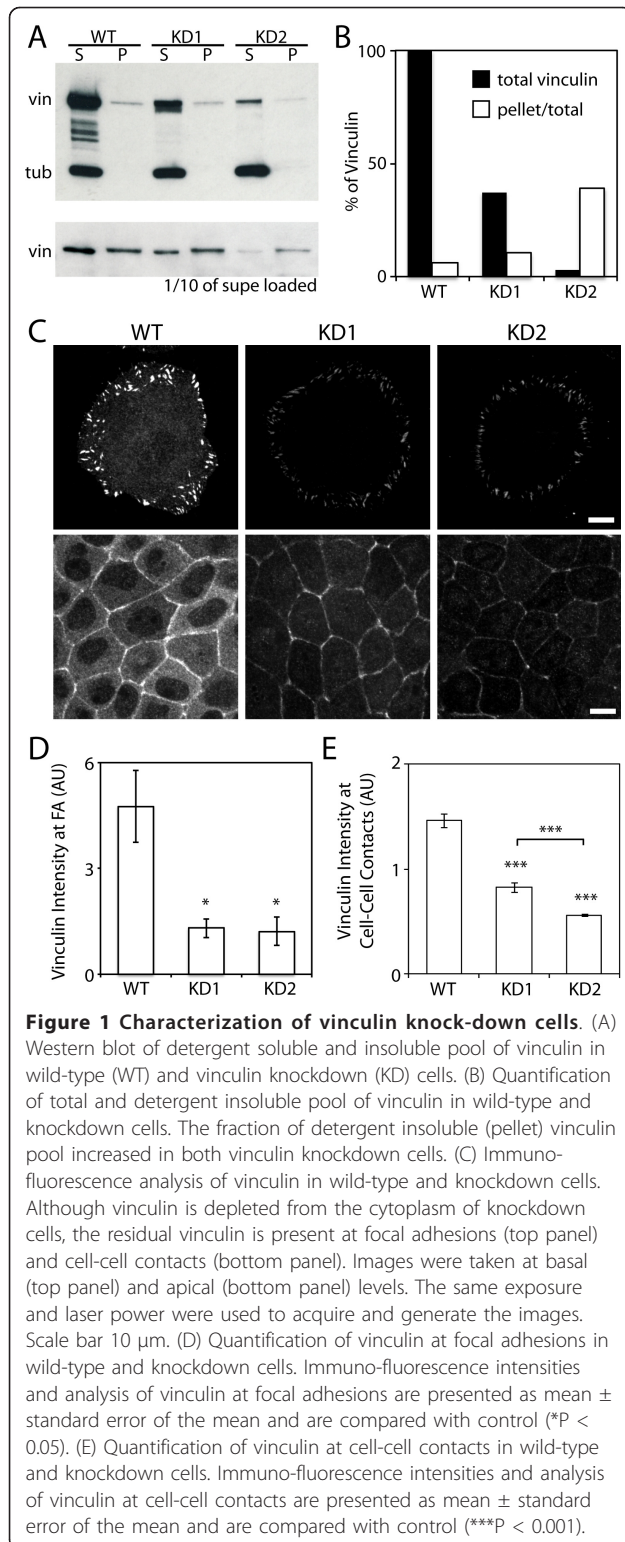 A
WT KD1 KD2
S P S P S P
vin
tub
vin
1/10 of supe loaded
B
% of Vinculin
100
50
0
total vinculin
pellet/total
WT KD1 KD2
C
WT KD1 KD2
D
Vinculin Intensity at FA (AU)
6
3
0
* *
WT KD1 KD2
E
Vinculin Intensity at
Cell-Cell Contacts (AU)
2
1
0
***
***
***
WT KD1 KD2
Figure 1 Characterization of vinculin knock-down cells. (A)
Western blot of detergent soluble and insoluble pool of vinculin in
wild-type (WT) and vinculin knockdown (KD) cells. (B) Quantification
of total and detergent insoluble pool of vinculin in wild-type and
knockdown cells. The fraction of detergent insoluble (pellet) vinculin
pool increased in both vinculin knockdown cells. (C) Immuno-
fluorescence analysis of vinculin in wild-type and knockdown cells.
Although vinculin is depleted from the cytoplasm of knockdown
cells, the residual vinculin is present at focal adhesions (top panel)
and cell-cell contacts (bottom panel). Images were taken at basal
(top panel) and apical (bottom panel) levels. The same exposure
and laser power were used to acquire and generate the images.
Scale bar 10 μm. (D) Quantification of vinculin at focal adhesions in
wild-type and knockdown cells. Immuno-fluorescence intensities
and analysis of vinculin at focal adhesions are presented as mean ±
standard error of the mean and are compared with control (*P <
0.05). (E) Quantification of vinculin at cell-cell contacts in wild-type
and knockdown cells. Immuno-fluorescence intensities and analysis
of vinculin at cell-cell contacts are presented as mean ± standard
error of the mean and are compared with control (***P < 0.001).